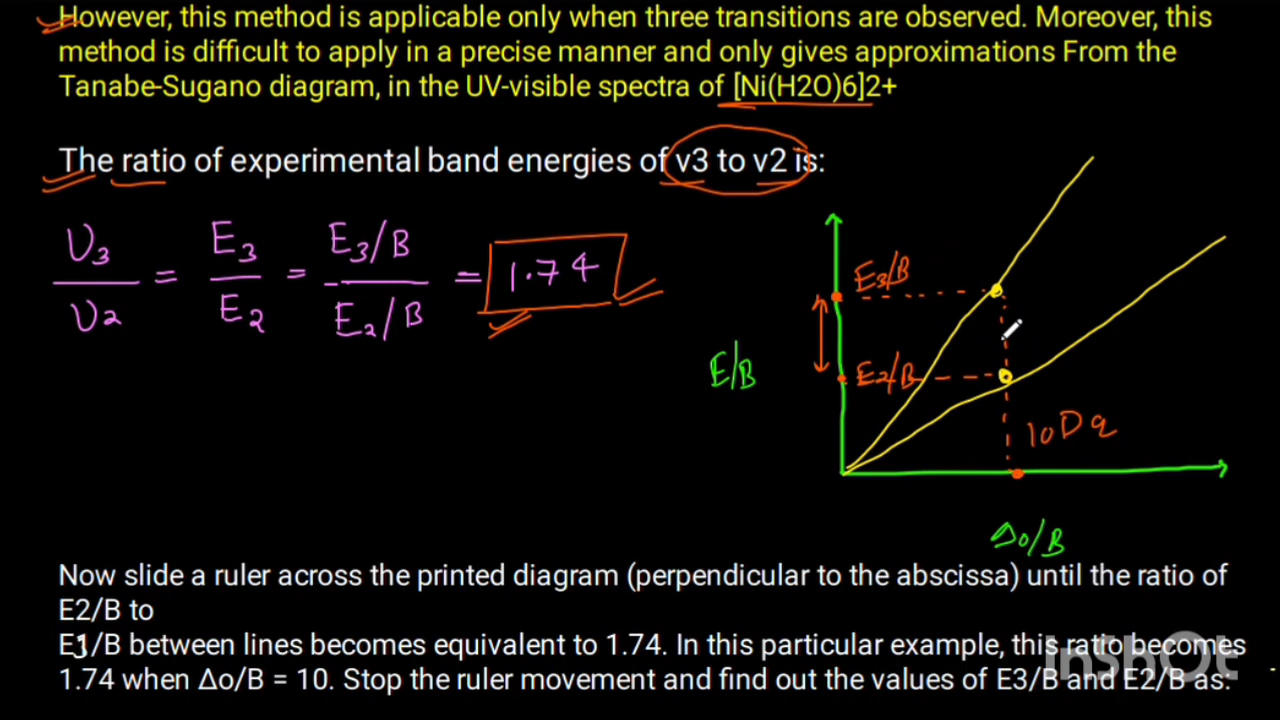 However, this method is applicable only when three transitions are observed. Moreover, this
method is difficult to apply in a precise manner and only gives approximations From the
Tanabe-Sugano diagram, in the UV-visible spectra of [Ni(H2O)6]2+
The ratio of experimental band energies of v3 to v2 is:
υ3/υ2 = E3/E2 = E3/B / E2/B = 1.74
E3/B
E/B
E2/B
10Dq
Δo/B
Now slide a ruler across the printed diagram (perpendicular to the abscissa) until the ratio of
E2/B to
E3/B between lines becomes equivalent to 1.74. In this particular example, this ratio becomes
1.74 when Δo/B = 10. Stop the ruler movement and find out the values of E3/B and E2/B as:
InShOt